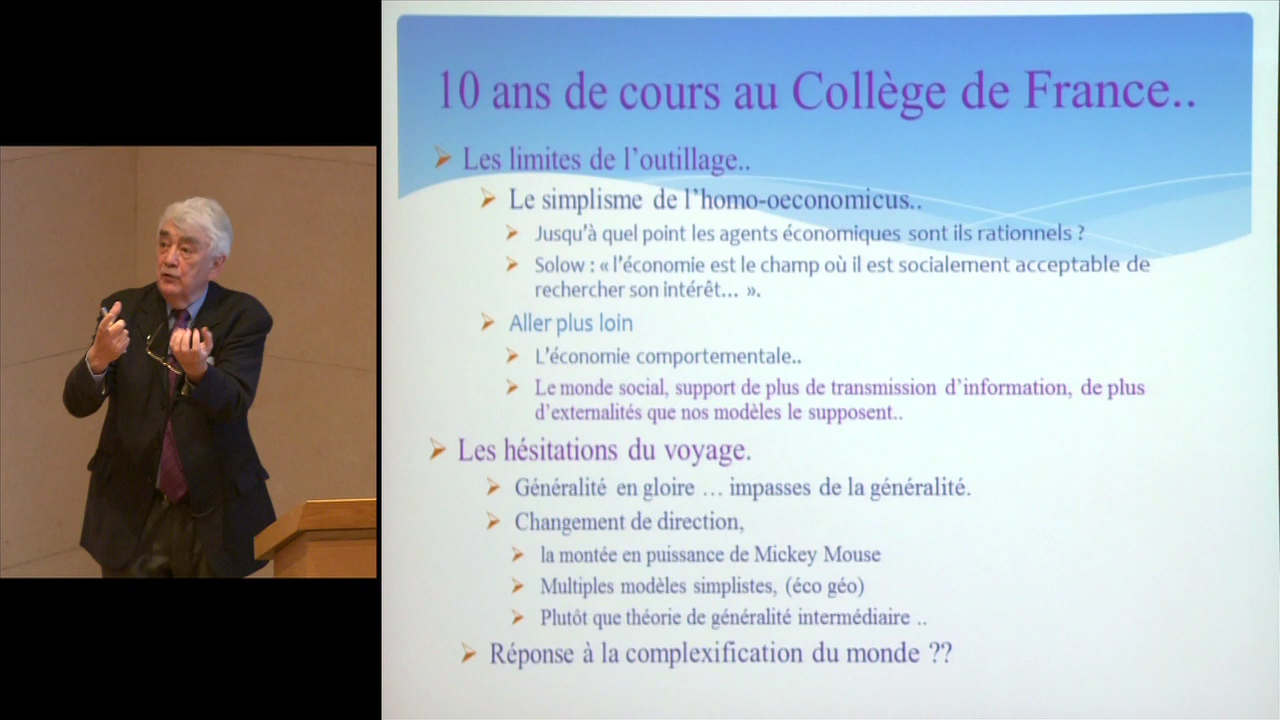 10 ans de cours au Collège de France..
Les limites de l'outillage..
Le simplisme de l'homo-oeconomicus..
Jusqu'à quel point les agents économiques sont ils rationnels ?
Solow : « l'économie est le champ où il est socialement acceptable de
rechercher son intérêt... ».
Aller plus loin
L'économie comportementale..
Le monde social, support de plus de transmission d'information, de plus
d'externalités que nos modèles le supposent..
Les hésitations du voyage.
Généralité en gloire … impasses de la généralité.
Changement de direction,
la montée en puissance de Mickey Mouse
Multiples modèles simplistes, (éco géo)
Plutôt que théorie de généralité intermédiaire ..
Réponse à la complexification du monde ??